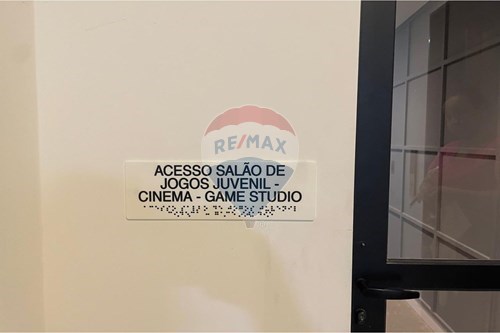 RE/MAX
ACESSO SALÃO DE
JOGOS JUVENIL -
CINEMA - GAME STUDIO